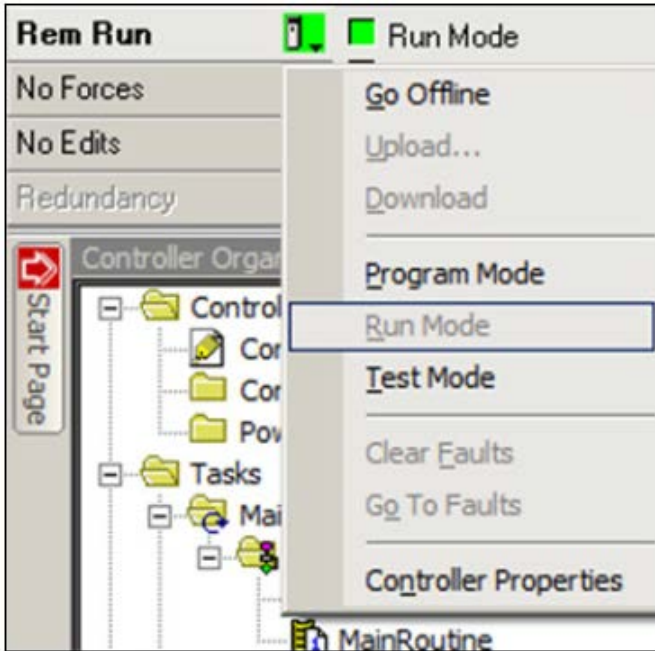 Rem Run
Run Mode
No Forces
No Edits
Redundancy
Go Offline
Upload...
Download
Program Mode
Run Mode
Test Mode
Clear Faults
Go To Faults
Controller Properties
Start Page
Controller Organ
Control
Cor
Cor
Pow
Tasks
Mai
MainRoutine